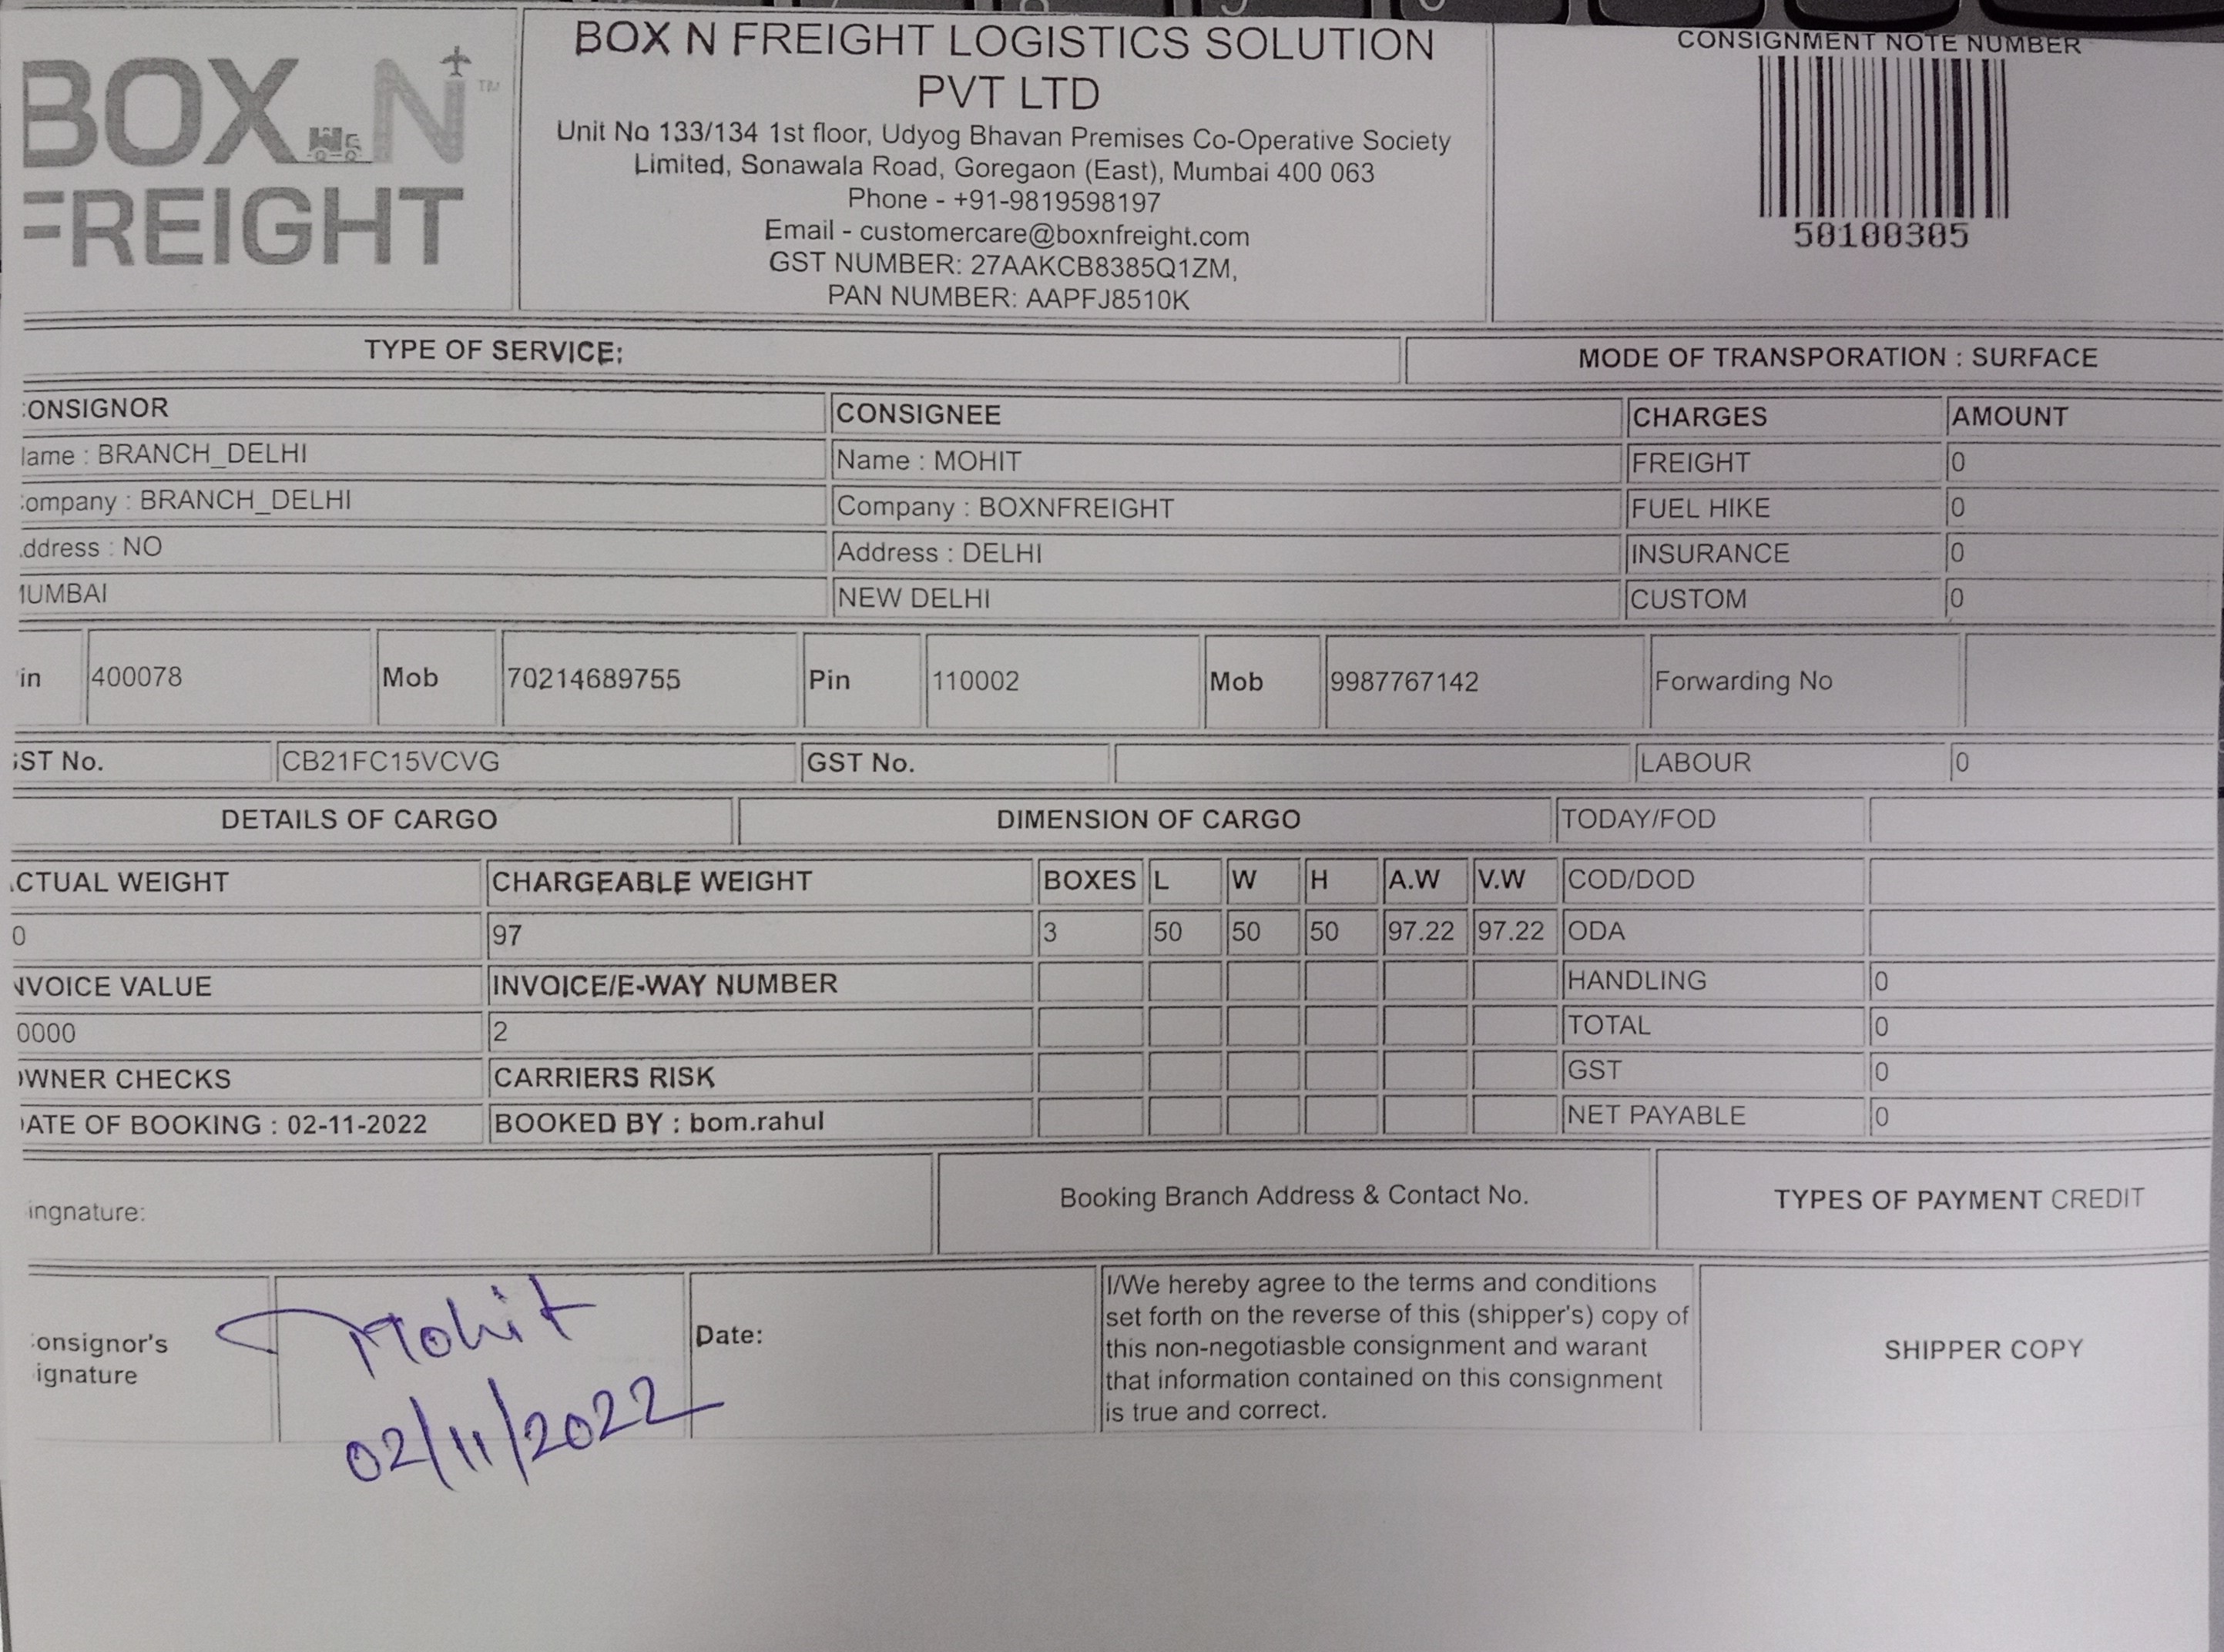 BOX N ™
FREIGHT
BOX N FREIGHT LOGISTICS SOLUTION
PVT LTD
Unit No 133/134 1st floor, Udyog Bhavan Premises Co-Operative Society
Limited, Sonawala Road, Goregaon (East), Mumbai 400 063
Phone - +91-9819598197
Email - customercare@boxnfreight.com
GST NUMBER: 27AAKCB8385Q1ZM,
PAN NUMBER: AAPFJ8510K
CONSIGNMENT NOTE NUMBER
50100305
TYPE OF SERVICE: MODE OF TRANSPORATION : SURFACE
ONSIGNOR CONSIGNEE CHARGES AMOUNT
ame : BRANCH_DELHI Name : MOHIT FREIGHT 0
ompany : BRANCH_DELHI Company : BOXNFREIGHT FUEL HIKE 0
ddress : NO Address : DELHI INSURANCE 0
UMBAI NEW DELHI CUSTOM 0
in 400078 Mob 70214689755 Pin 110002 Mob 9987767142 Forwarding No
ST No. CB21FC15VCVG GST No. LABOUR 0
DETAILS OF CARGO DIMENSION OF CARGO TODAY/FOD
CTUAL WEIGHT CHARGEABLE WEIGHT BOXES L W H A.W V.W COD/DOD
0 97 3 50 50 50 97.22 97.22 ODA
VOICE VALUE INVOICE/E-WAY NUMBER HANDLING 0
0000 2 TOTAL 0
WNER CHECKS CARRIERS RISK GST 0
ATE OF BOOKING : 02-11-2022 BOOKED BY : bom.rahul NET PAYABLE 0
ingnature: Booking Branch Address & Contact No. TYPES OF PAYMENT CREDIT
onsignor's
ignature
Mohit
02/11/2022
Date:
I/We hereby agree to the terms and conditions
set forth on the reverse of this (shipper's) copy of
this non-negotiasble consignment and warant
that information contained on this consignment
is true and correct.
SHIPPER COPY